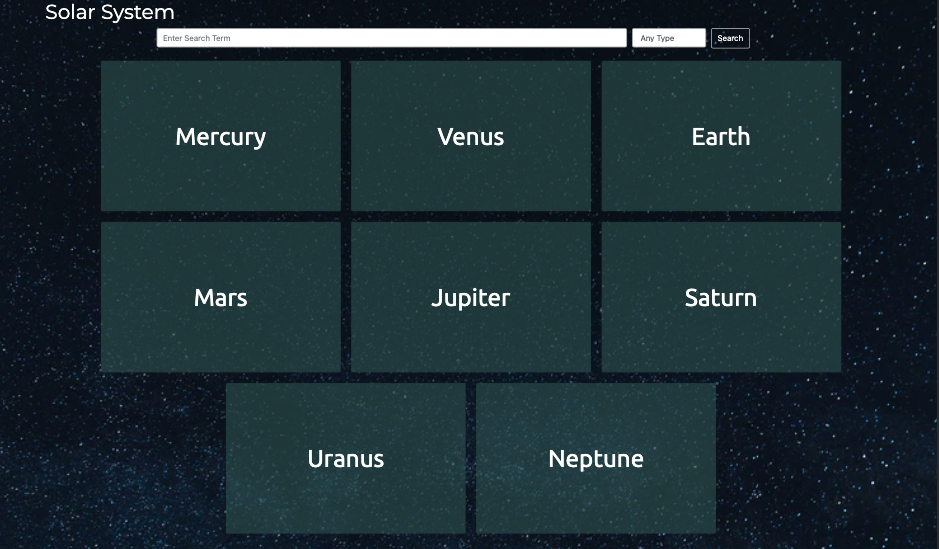 Solar System
Enter Search Term Any Type Search
Mercury Venus Earth
Mars Jupiter Saturn
Uranus Neptune